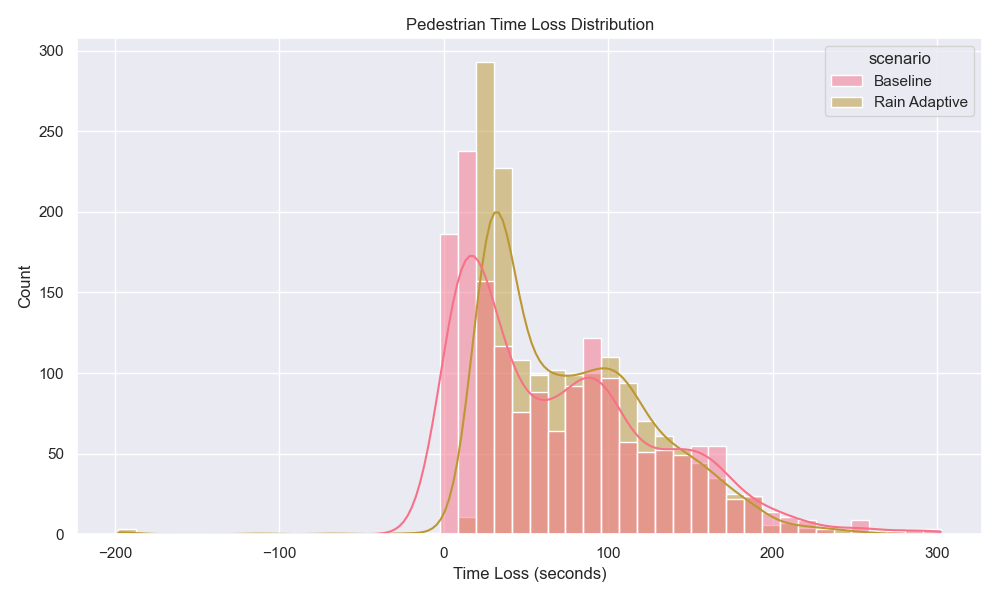 Pedestrian Time Loss Distribution
scenario
Baseline
Rain Adaptive
Count
300
250
200
150
100
50
0
−200
−100
0
100
200
300
Time Loss (seconds)